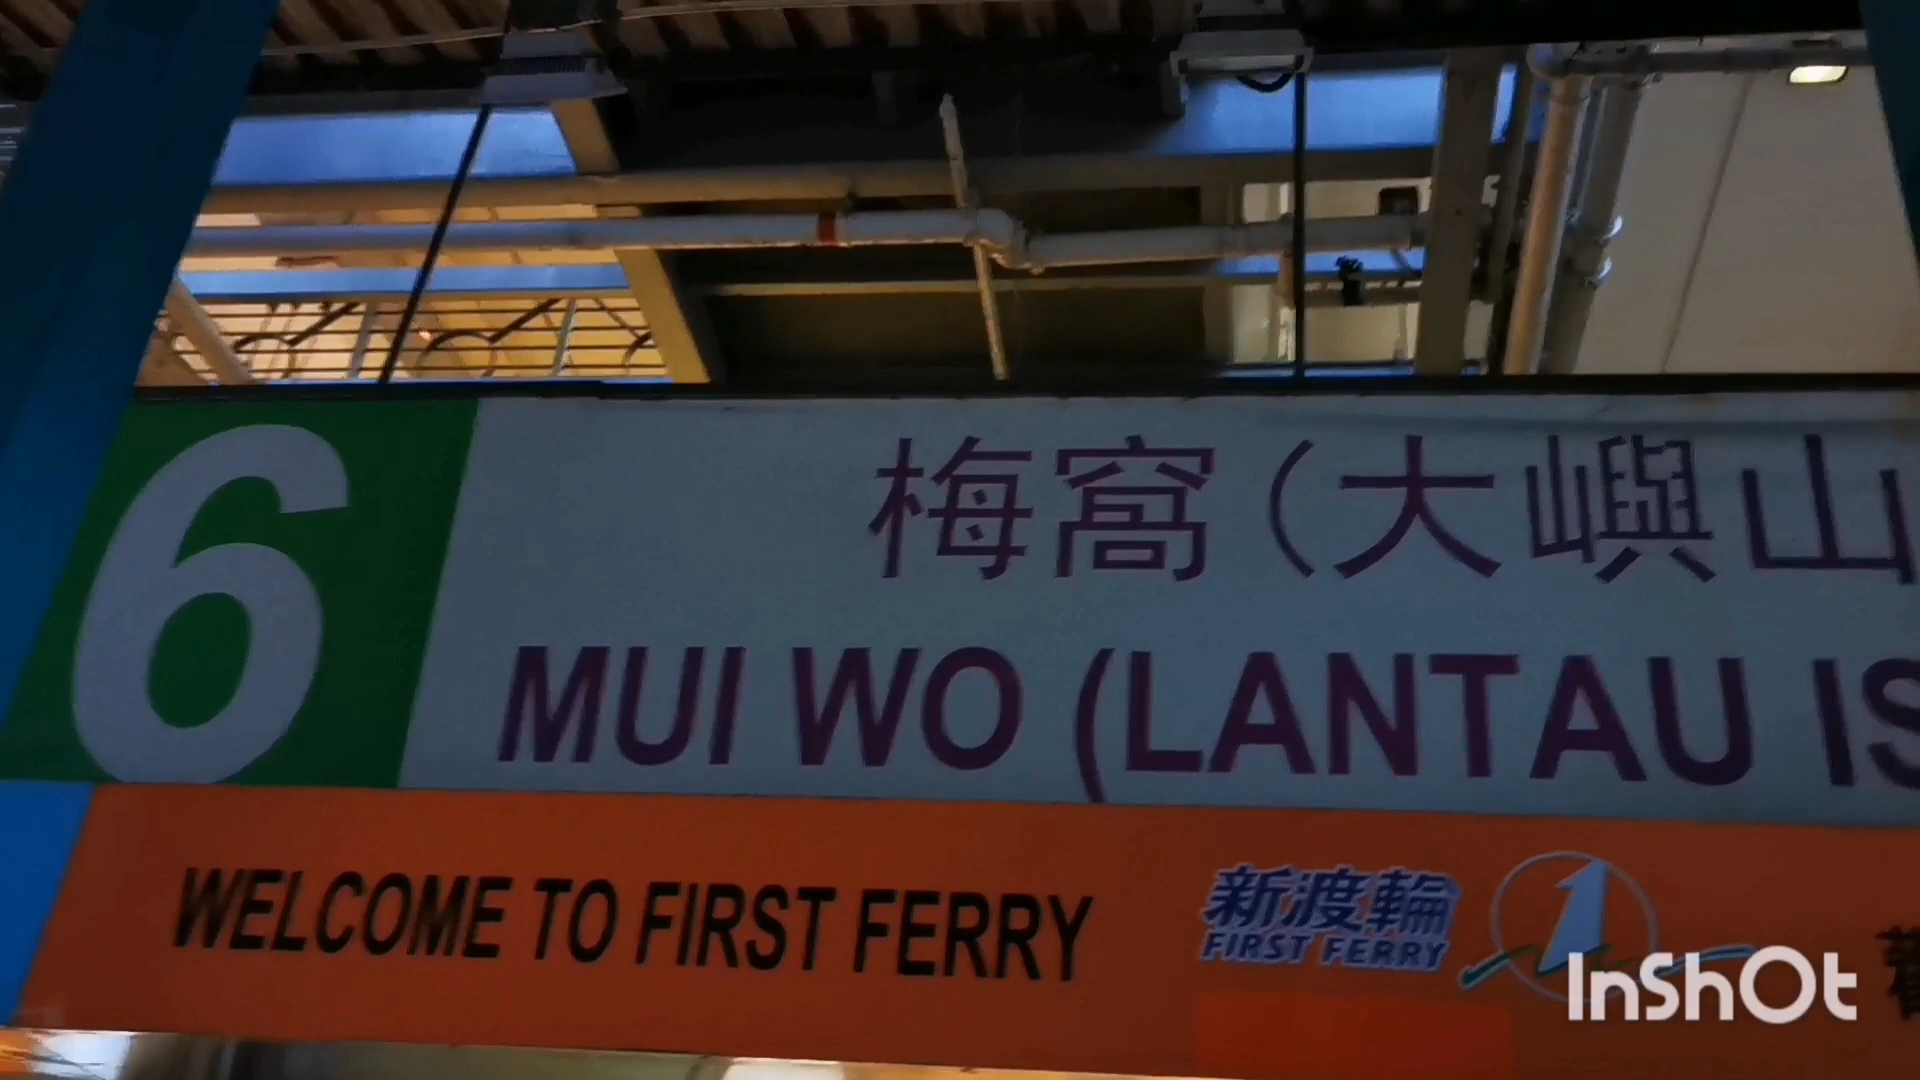 6
梅窩(大嶼山
MUI WO (LANTAU IS
WELCOME TO FIRST FERRY
新渡輪
FIRST FERRY
1
InShOt